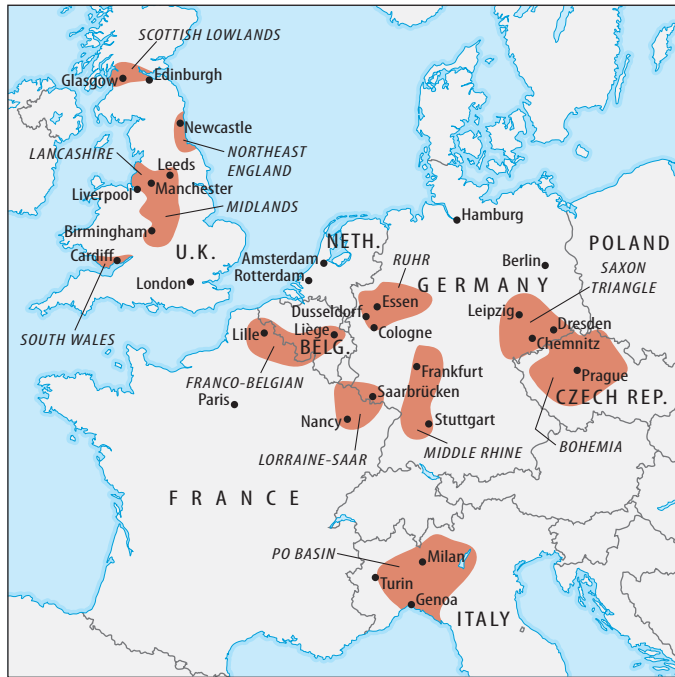 SCOTTISH LOWLANDS
Glasgow
Edinburgh
Newcastle
NORTHEAST
ENGLAND
LANCASHIRE
Leeds
Manchester
Liverpool
MIDLANDS
Birmingham
Cardiff
U.K.
London
SOUTH WALES
Amsterdam
Rotterdam
NETH.
Hamburg
Berlin
POLAND
RUHR
GERMANY
SAXON
TRIANGLE
Essen
Dusseldorf
Cologne
Leipzig
Dresden
Chemnitz
Lille
Liège
BELG.
FRANCO-BELGIAN
Paris
Frankfurt
Prague
CZECH REP.
Saarbrücken
Nancy
Stuttgart
LORRAINE-SAAR
MIDDLE RHINE
BOHEMIA
FRANCE
PO BASIN
Milan
Turin
Genoa
ITALY